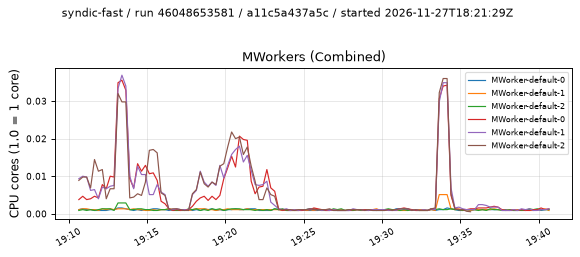 syndic-fast / run 46048653581 / a11c5a437a5c / started 2026-11-27T18:21:29Z
MWorkers (Combined)
CPU cores (1.0 = 1 core)
0.03
0.02
0.01
0.00
MWorker-default-0
MWorker-default-1
MWorker-default-2
MWorker-default-0
MWorker-default-1
MWorker-default-2
19:10
19:15
19:20
19:25
19:30
19:35
19:40